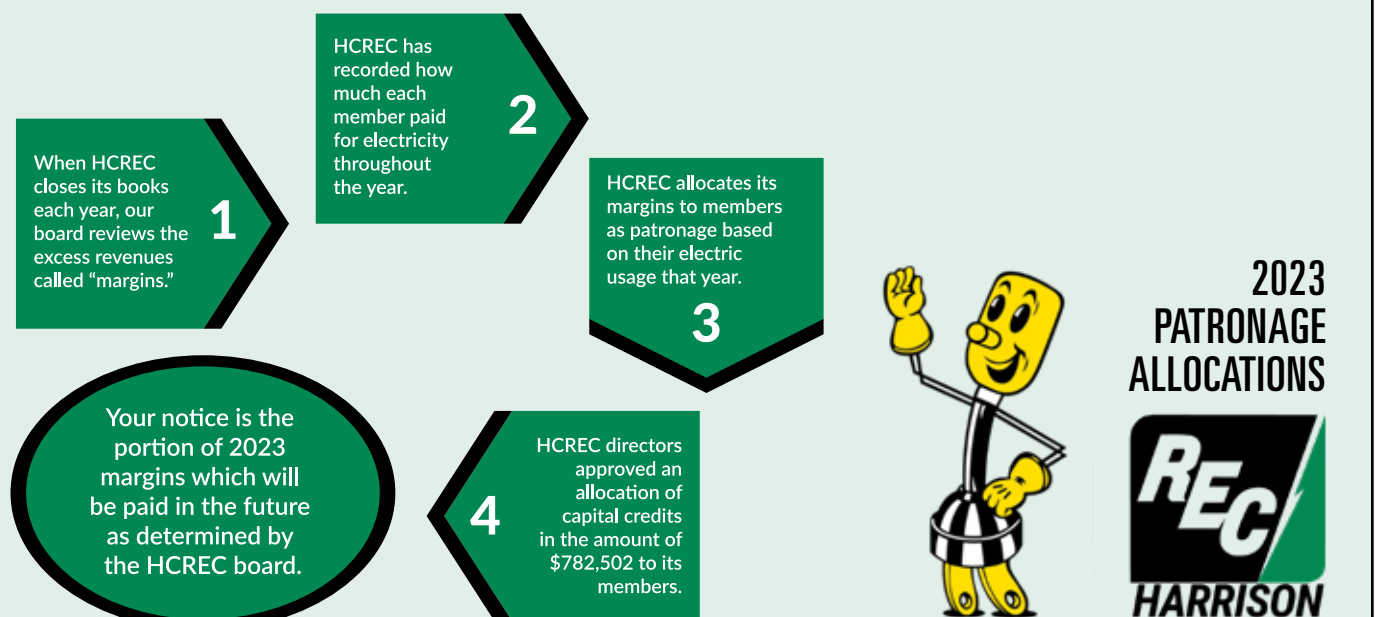 When HCREC
closes its books
each year, our
board reviews the
excess revenues
called “margins.”
1
HCREC has
recorded how
much each
member paid
for electricity
throughout
the year.
2
HCREC allocates its
margins to members
as patronage based
on their electric
usage that year.
3
HCREC directors
approved an
allocation of
capital credits
in the amount of
$782,502 to its
members.
4
Your notice is the
portion of 2023
margins which will
be paid in the future
as determined by
the HCREC board.
2023
PATRONAGE
ALLOCATIONS
REC
HARRISON